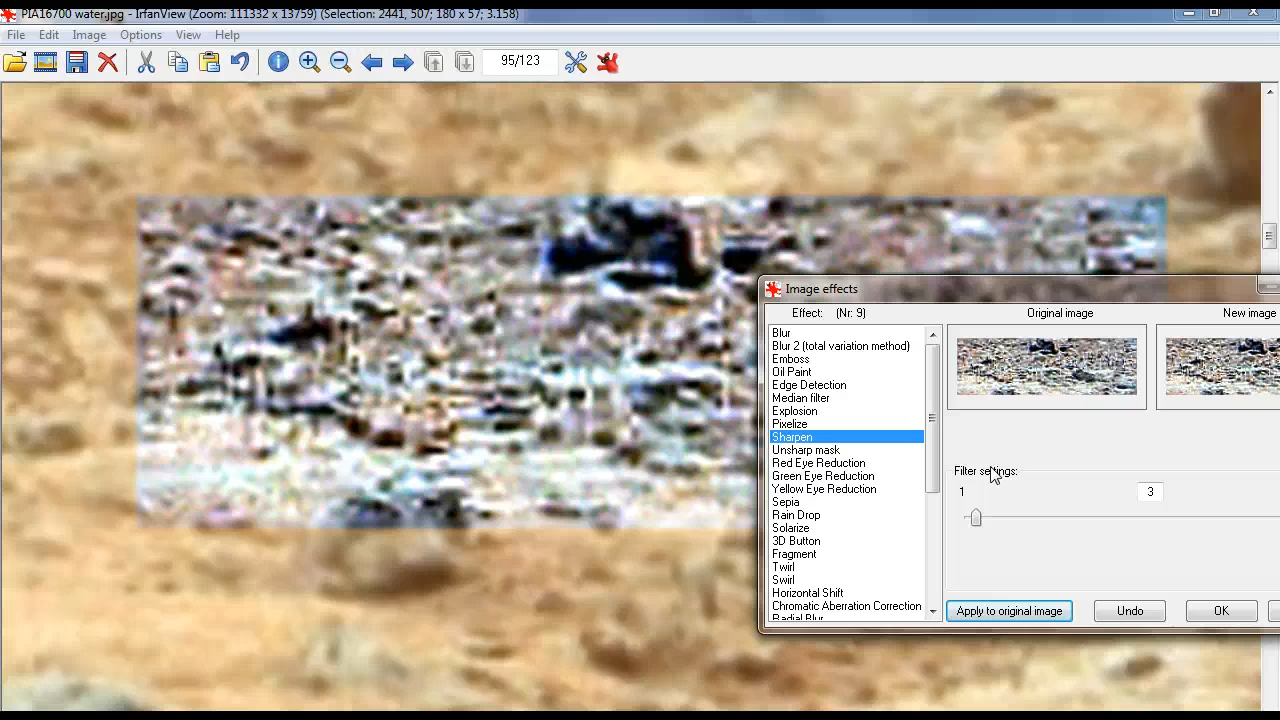 PIA16700 water.jpg - IrfanView (Zoom: 111332 x 13759) (Selection: 2441, 507; 180 x 57; 3.158)
File Edit Image Options View Help
95/123
Image effects
Effect: (Nr. 9)
Original image
New image
Blur
Blur 2 (total variation method)
Emboss
Oil Paint
Edge Detection
Median filter
Explosion
Pixelize
Sharpen
Unsharp mask
Red Eye Reduction
Green Eye Reduction
Yellow Eye Reduction
Sepia
Rain Drop
Solarize
3D Button
Fragment
Twirl
Swirl
Horizontal Shift
Chromatic Aberration Correction
Radial Blur
Filter settings:
1 3
Apply to original image
Undo
OK